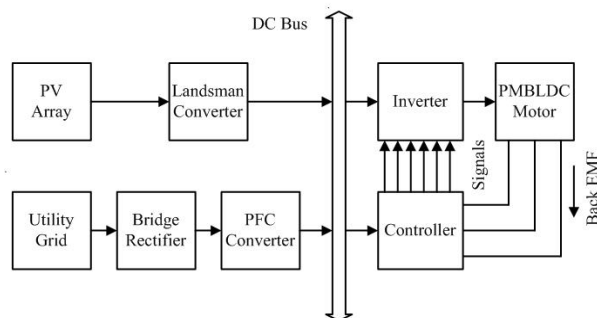 DC Bus
PV
Array
Landsman
Converter
Inverter
PMBLDC
Motor
Signals
Back EMF
Utility
Grid
Bridge
Rectifier
PFC
Converter
Controller